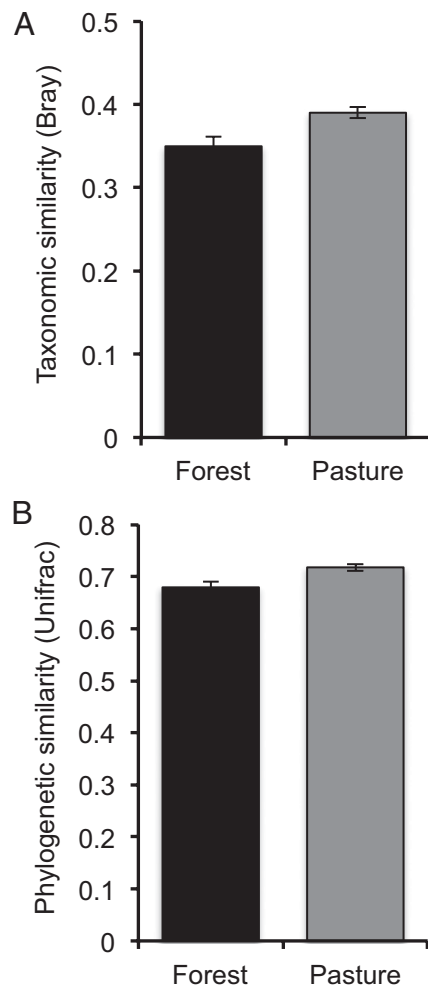 A
Taxonomic similarity (Bray)
0.5
0.4
0.3
0.2
0.1
0
Forest
Pasture
B
Phylogenetic similarity (Unifrac)
0.8
0.7
0.6
0.5
0.4
0.3
0.2
0.1
0
Forest
Pasture